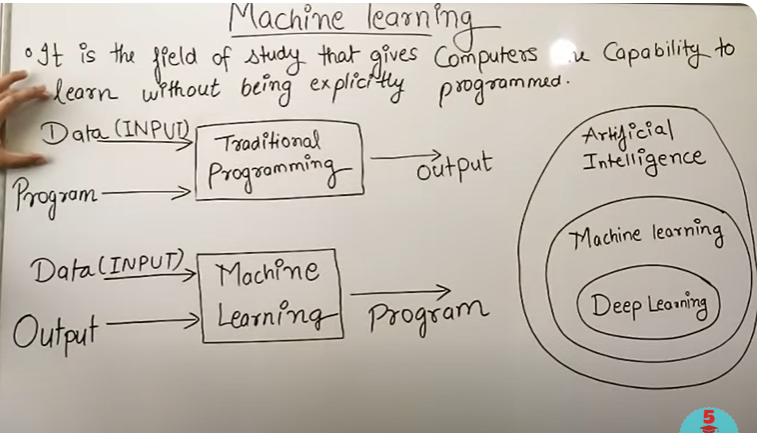 Machine learning
It is the field of study that gives Computers Capability to
learn without being explicitly programmed.
Data (INPUT)
Program
Traditional
Programming
output
Data (INPUT)
Output
Machine
Learning
Program
Artificial
Intelligence
Machine learning
Deep Learning
5